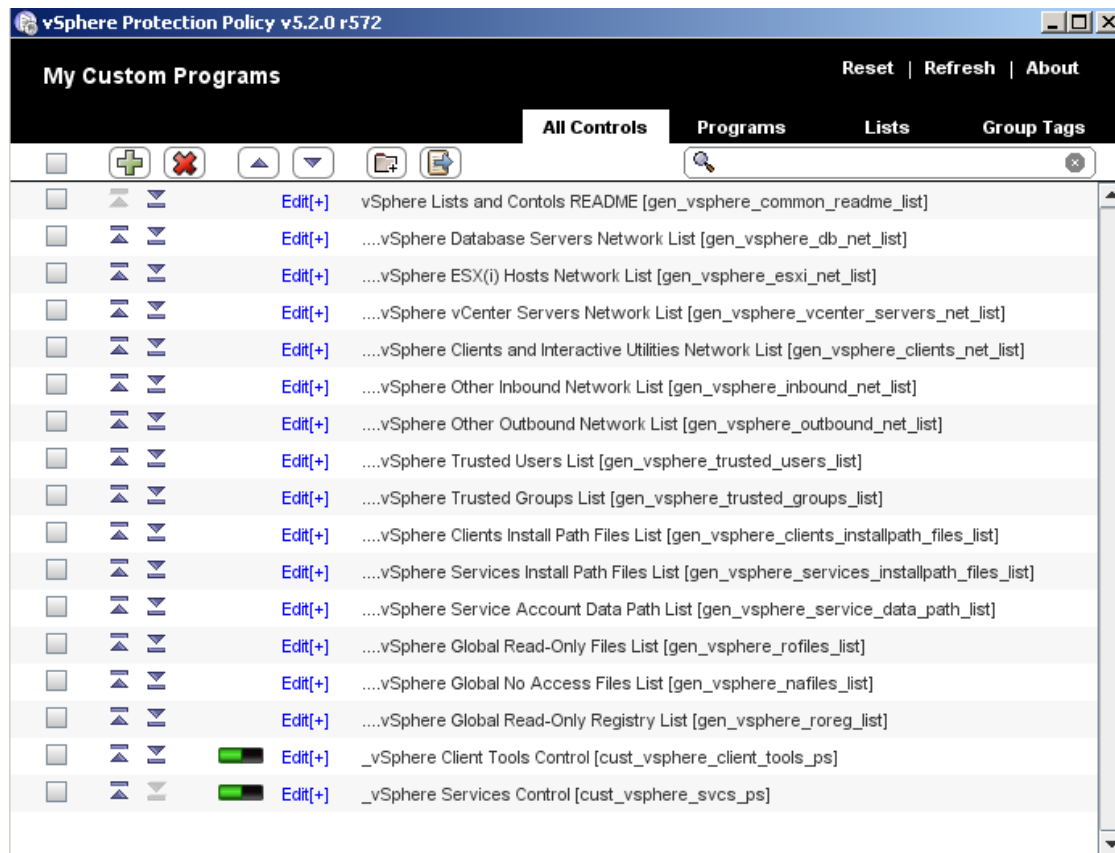 vSphere Protection Policy v5.2.0 r572
My Custom Programs
Reset | Refresh | About
All Controls Programs Lists Group Tags
Edit[+] vSphere Lists and Contols README [gen_vsphere_common_readme_list]
Edit[+] ....vSphere Database Servers Network List [gen_vsphere_db_net_list]
Edit[+] ....vSphere ESX(i) Hosts Network List [gen_vsphere_esxi_net_list]
Edit[+] ....vSphere vCenter Servers Network List [gen_vsphere_vcenter_servers_net_list]
Edit[+] ....vSphere Clients and Interactive Utilities Network List [gen_vsphere_clients_net_list]
Edit[+] ....vSphere Other Inbound Network List [gen_vsphere_inbound_net_list]
Edit[+] ....vSphere Other Outbound Network List [gen_vsphere_outbound_net_list]
Edit[+] ....vSphere Trusted Users List [gen_vsphere_trusted_users_list]
Edit[+] ....vSphere Trusted Groups List [gen_vsphere_trusted_groups_list]
Edit[+] ....vSphere Clients Install Path Files List [gen_vsphere_clients_installpath_files_list]
Edit[+] ....vSphere Services Install Path Files List [gen_vsphere_services_installpath_files_list]
Edit[+] ....vSphere Service Account Data Path List [gen_vsphere_service_data_path_list]
Edit[+] ....vSphere Global Read-Only Files List [gen_vsphere_rofiles_list]
Edit[+] ....vSphere Global No Access Files List [gen_vsphere_nafiles_list]
Edit[+] ....vSphere Global Read-Only Registry List [gen_vsphere_roreg_list]
Edit[+] _vSphere Client Tools Control [cust_vsphere_client_tools_ps]
Edit[+] _vSphere Services Control [cust_vsphere_svcs_ps]